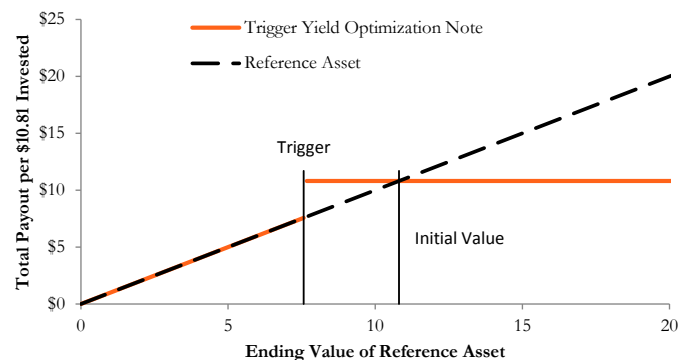 $25
Trigger Yield Optimization Note
Reference Asset
$20
$15
Trigger
$10
Initial Value
$5
$0
0 5 10 15 20
Total Payout per $10.81 Invested
Ending Value of Reference Asset